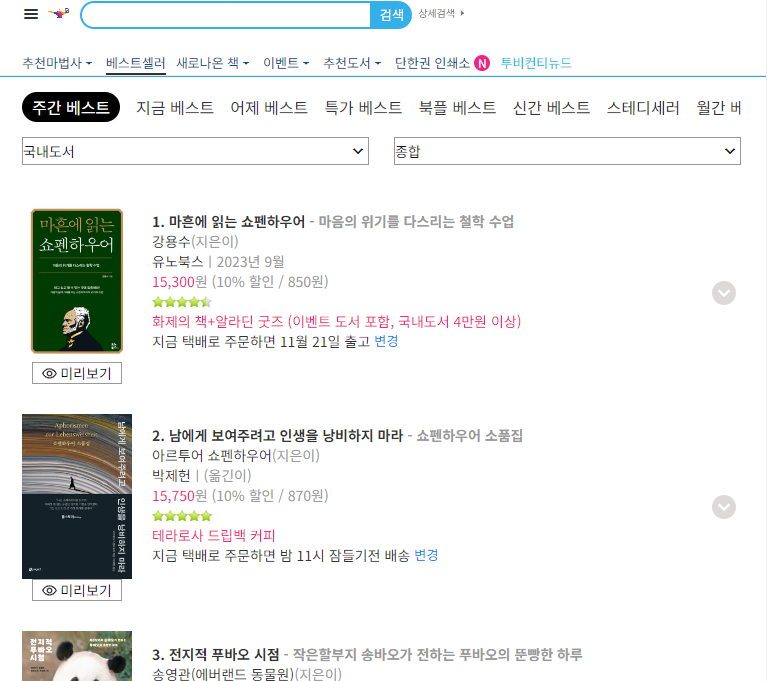 검색
상세검색
추천마법사 베스트셀러 새로나온 책 이벤트 추천도서 단한권 인쇄소 N 투비컨티뉴드
주간 베스트 지금 베스트 어제 베스트 특가 베스트 북플 베스트 신간 베스트 스테디셀러 월간 베
국내도서
종합
마흔에 읽는
쇼펜하우어
미리보기
1. 마흔에 읽는 쇼펜하우어 - 마음의 위기를 다스리는 철학 수업
강용수(지은이)
유노북스 | 2023년 9월
15,300원 (10% 할인 / 850원)
화제의 책+알라딘 굿즈 (이벤트 도서 포함, 국내도서 4만원 이상)
지금 택배로 주문하면 11월 21일 출고 변경
Aphorismen
zur Lebensweisheit
남에게 보여주려고
인생을 낭비하지 마라
미리보기
2. 남에게 보여주려고 인생을 낭비하지 마라 - 쇼펜하우어 소품집
아르투어 쇼펜하우어(지은이)
박제헌 | (옮긴이)
15,750원 (10% 할인 / 870원)
테라로사 드립백 커피
지금 택배로 주문하면 밤 11시 잠들기전 배송 변경
전지적
푸바오
시점
3. 전지적 푸바오 시점 - 작은할부지 송바오가 전하는 푸바오의 뚠빵한 하루
송영관(에버랜드 동물원)(지은이)